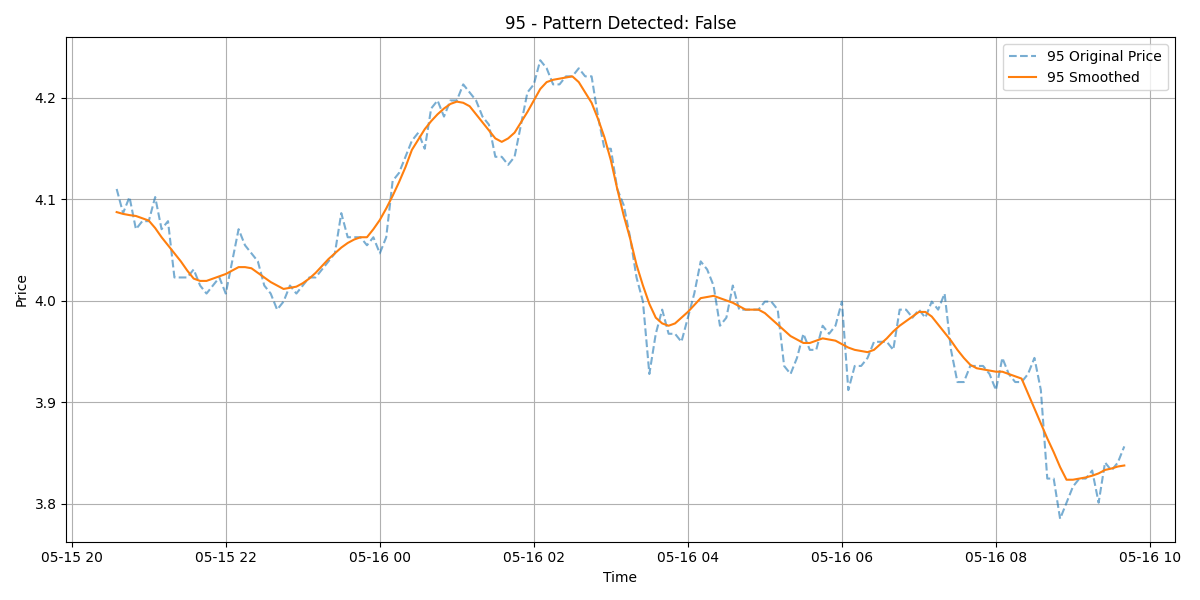 95 - Pattern Detected: False
95 Original Price
95 Smoothed
Price
4.2
4.1
4.0
3.9
3.8
05-15 20
05-15 22
05-16 00
05-16 02
05-16 04
05-16 06
05-16 08
05-16 10
Time